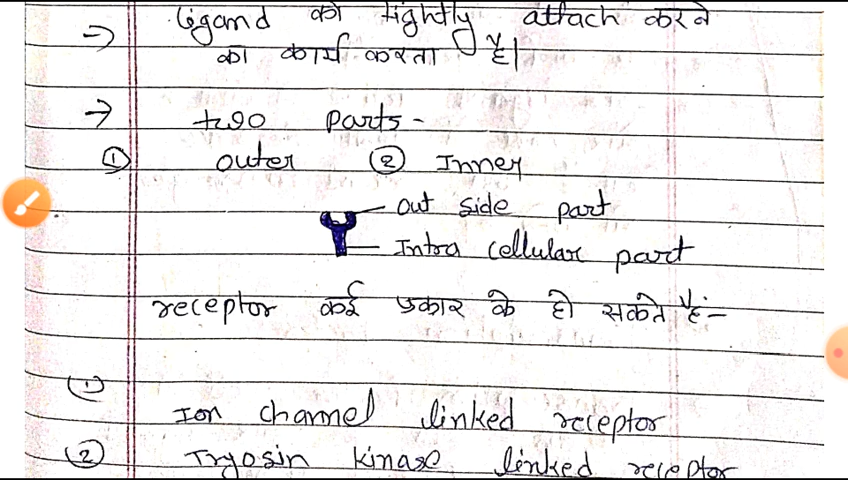 → ligand को tightly attach करने
का कार्य करता है।
→ two parts -
① outer ② Inner
out side part
Intra cellular part
receptor कई प्रकार के हो सकते हैं:-
① Ion channel linked receptor
② Tryosin kinase linked receptor